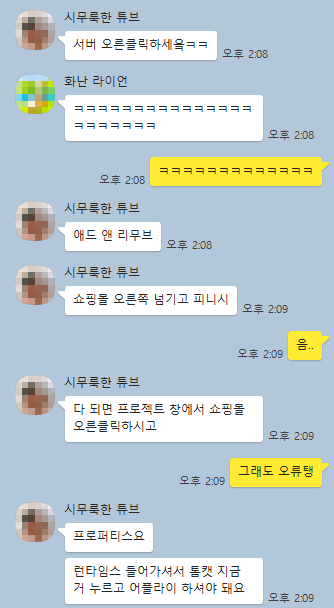 시무룩한 튜브
서버 오른클릭하세욬ㅋㅋ
오후 2:08
화난 라이언
ㅋㅋㅋㅋㅋㅋㅋㅋㅋㅋㅋㅋㅋㅋㅋ
ㅋㅋㅋㅋㅋㅋㅋ
오후 2:08
오후 2:08
ㅋㅋㅋㅋㅋㅋㅋㅋㅋㅋㅋㅋㅋ
시무룩한 튜브
애드 앤 리무브
오후 2:08
시무룩한 튜브
쇼핑몰 오른쪽 넘기고 피니시
오후 2:09
오후 2:09
음..
시무룩한 튜브
다 되면 프로젝트 창에서 쇼핑몰
오른클릭하시고
오후 2:09
오후 2:09
그래도 오류탱
시무룩한 튜브
프로퍼티스요
런타임스 들어가셔서 톰캣 지금
거 누르고 어플라이 하셔야 돼요
오후 2:09